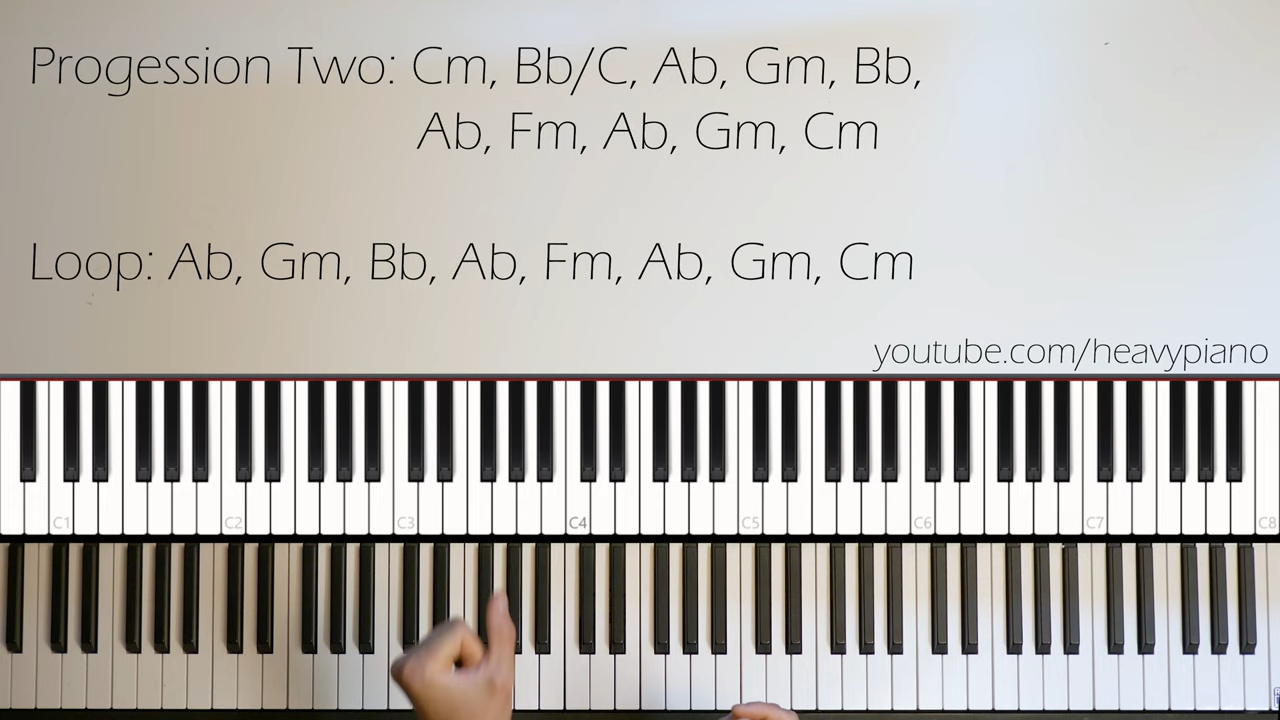 Progession Two: Cm, Bb/C, Ab, Gm, Bb,
Ab, Fm, Ab, Gm, Cm
Loop: Ab, Gm, Bb, Ab, Fm, Ab, Gm, Cm
youtube.com/heavypiano
C1 C2 C3 C4 C5 C6 C7 C8